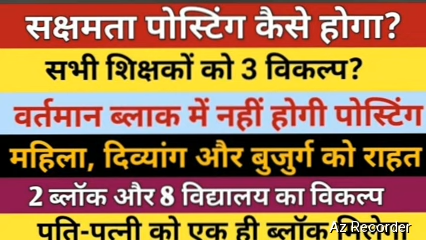 सक्षमता पोस्टिंग कैसे होगा?
सभी शिक्षकों को 3 विकल्प?
वर्तमान ब्लाक में नहीं होगी पोस्टिंग
महिला, दिव्यांग और बुजुर्ग को राहत
2 ब्लॉक और 8 विद्यालय का विकल्प
पति-पत्नी को एक ही ब्लॉक
Az Recorder